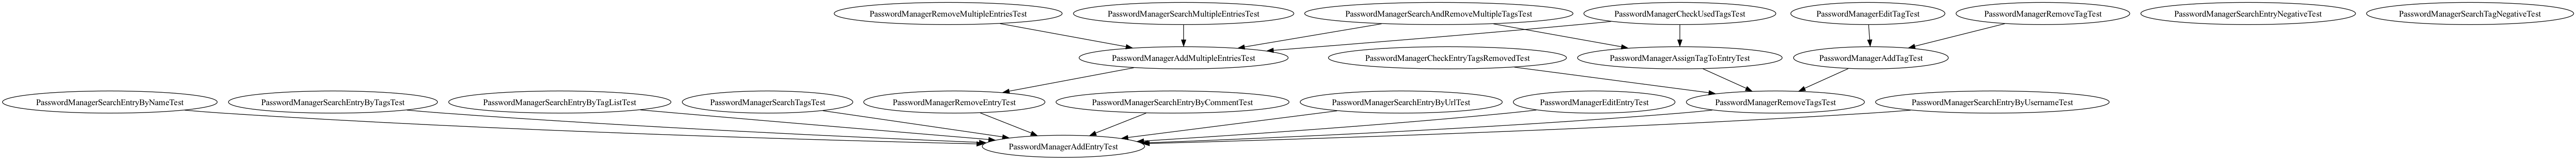 PasswordManagerRemoveMultipleEntriesTest
PasswordManagerSearchMultipleEntriesTest
PasswordManagerSearchAndRemoveMultipleTagsTest
PasswordManagerCheckUsedTagsTest
PasswordManagerEditTagTest
PasswordManagerRemoveTagTest
PasswordManagerSearchEntryNegativeTest
PasswordManagerSearchTagNegativeTest
PasswordManagerAddMultipleEntriesTest
PasswordManagerCheckEntryTagsRemovedTest
PasswordManagerAssignTagToEntryTest
PasswordManagerAddTagTest
PasswordManagerSearchEntryByNameTest
PasswordManagerSearchEntryByTagsTest
PasswordManagerSearchEntryByTagListTest
PasswordManagerSearchTagsTest
PasswordManagerRemoveEntryTest
PasswordManagerSearchEntryByCommentTest
PasswordManagerSearchEntryByUrlTest
PasswordManagerEditEntryTest
PasswordManagerRemoveTagsTest
PasswordManagerSearchEntryByUsernameTest
PasswordManagerAddEntryTest